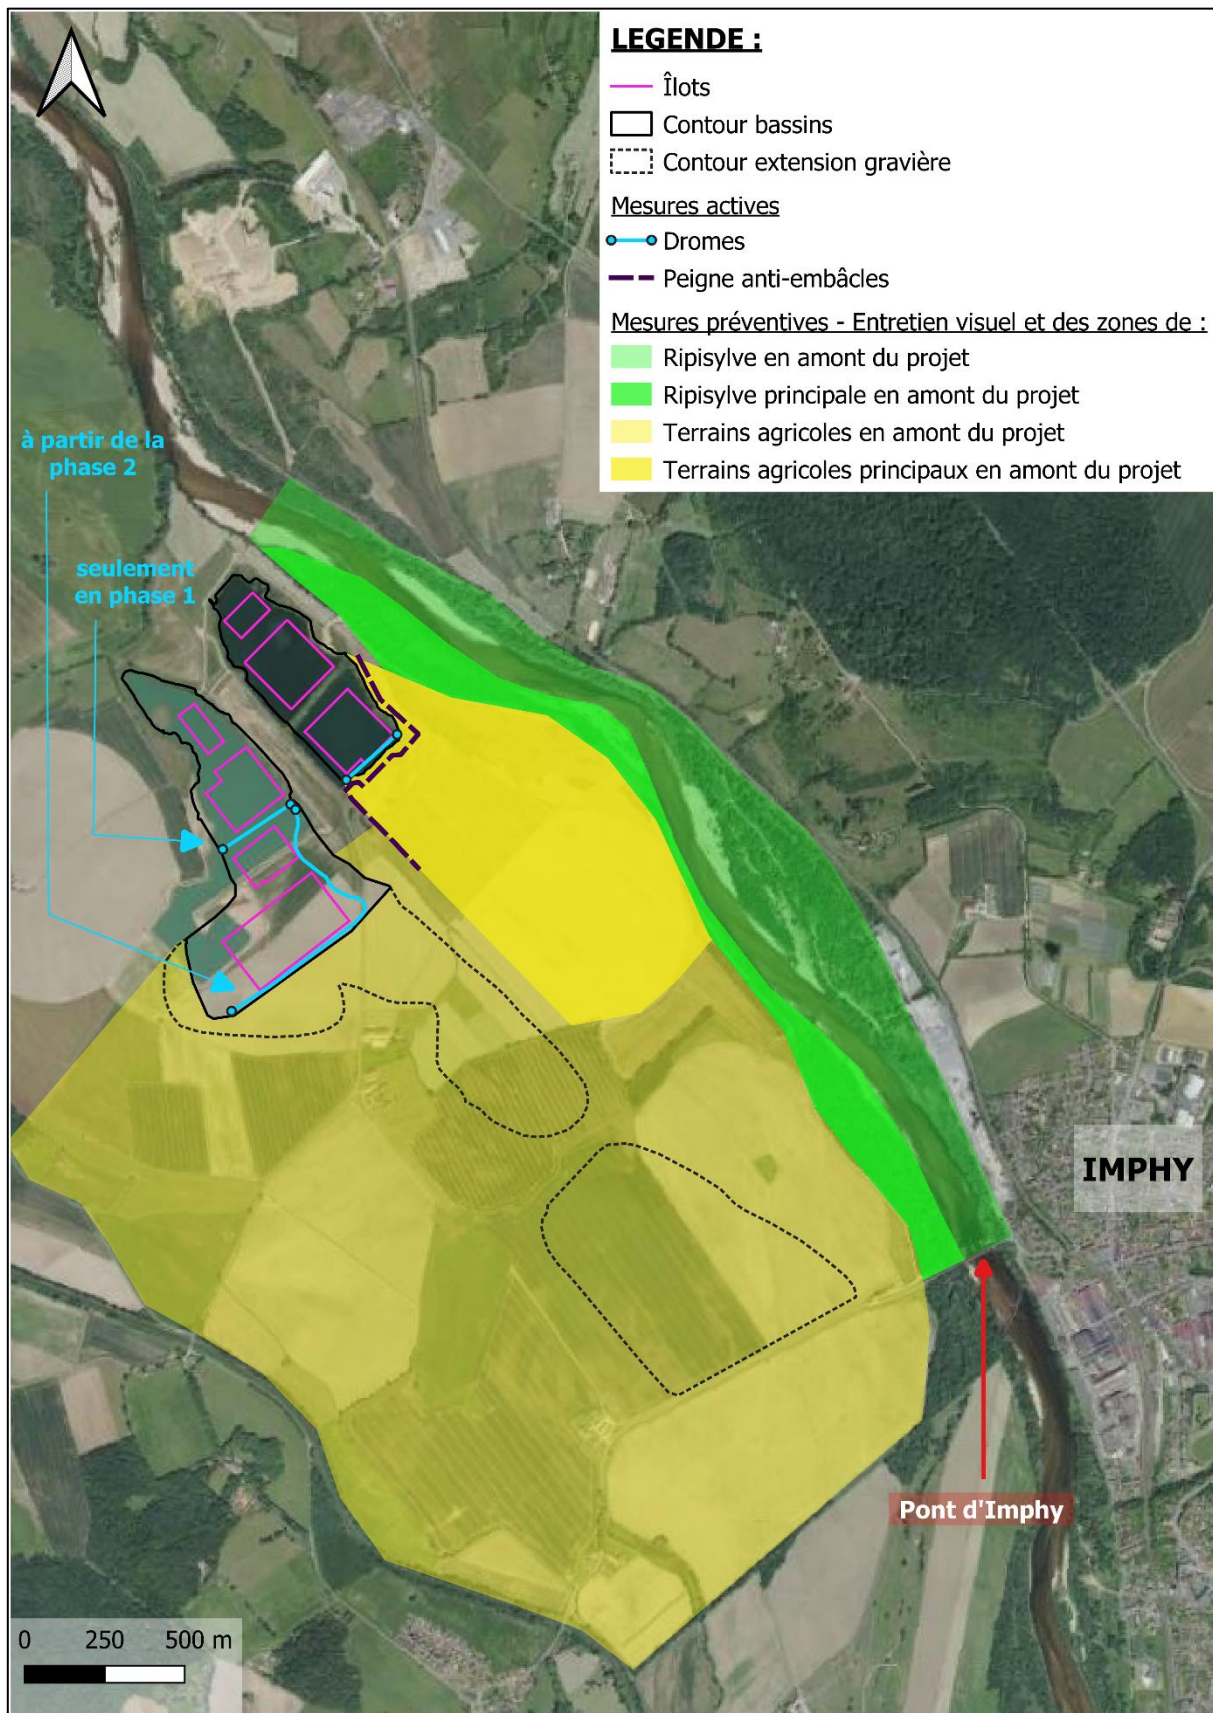 LEGENDE :
Îlots
Contour bassins
Contour extension gravière
Mesures actives
Dromes
Peigne anti-embâcles
Mesures préventives - Entretien visuel et des zones de :
Ripisylve en amont du projet
Ripisylve principale en amont du projet
Terrains agricoles en amont du projet
Terrains agricoles principaux en amont du projet
à partir de la
phase 2
seulement
en phase 1
IMPHY
Pont d'Imphy
0 250 500 m